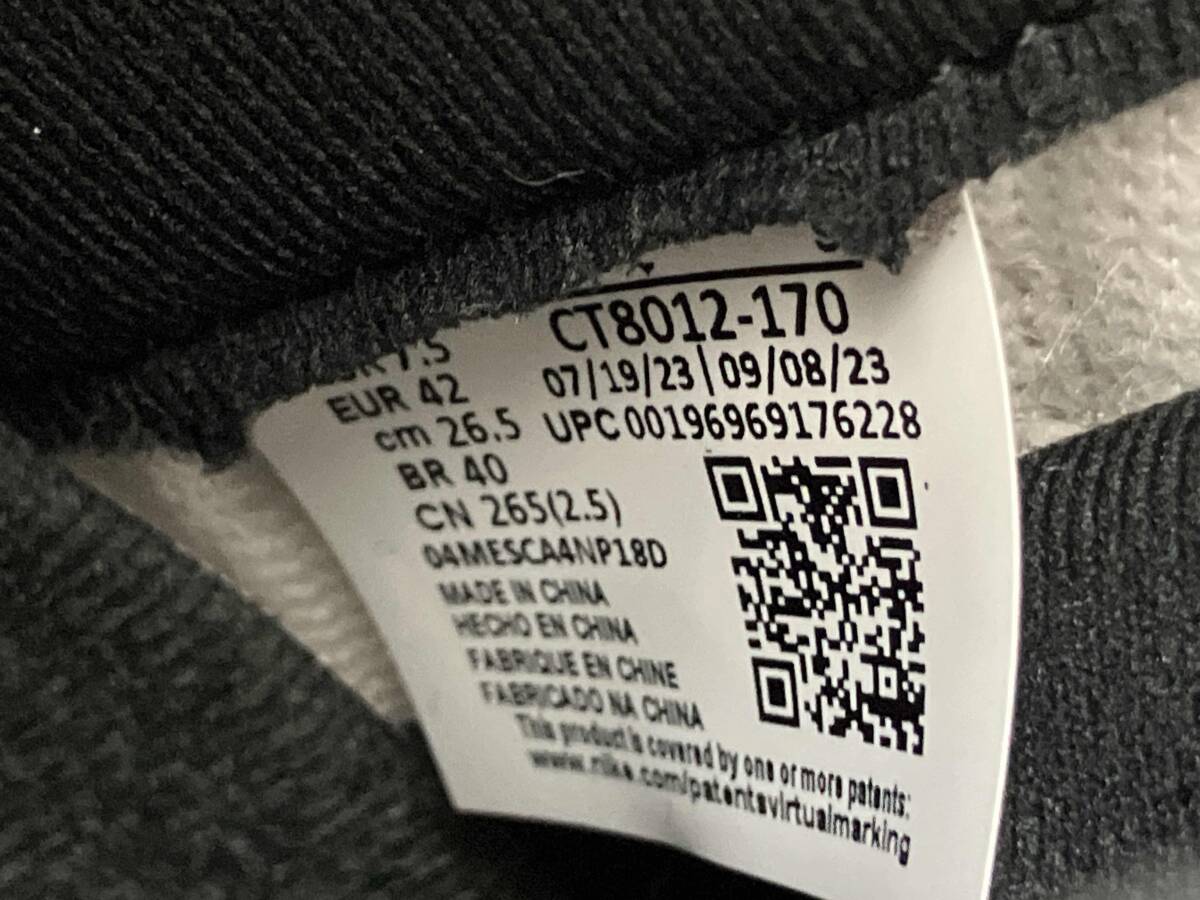 CT8012-170
7.5
EUR 42
07/19/23|09/08/23
cm 26.5
UPC 00196969176228
BR 40
CN 265(2.5)
04MESCA4NP18D
MADE IN CHINA
HECHO EN CHINA
FABRIQUE EN CHINE
FABRICADO NA CHINA
This product is covered by one or more patents:
www.nike.com/patentsvirtualmarking